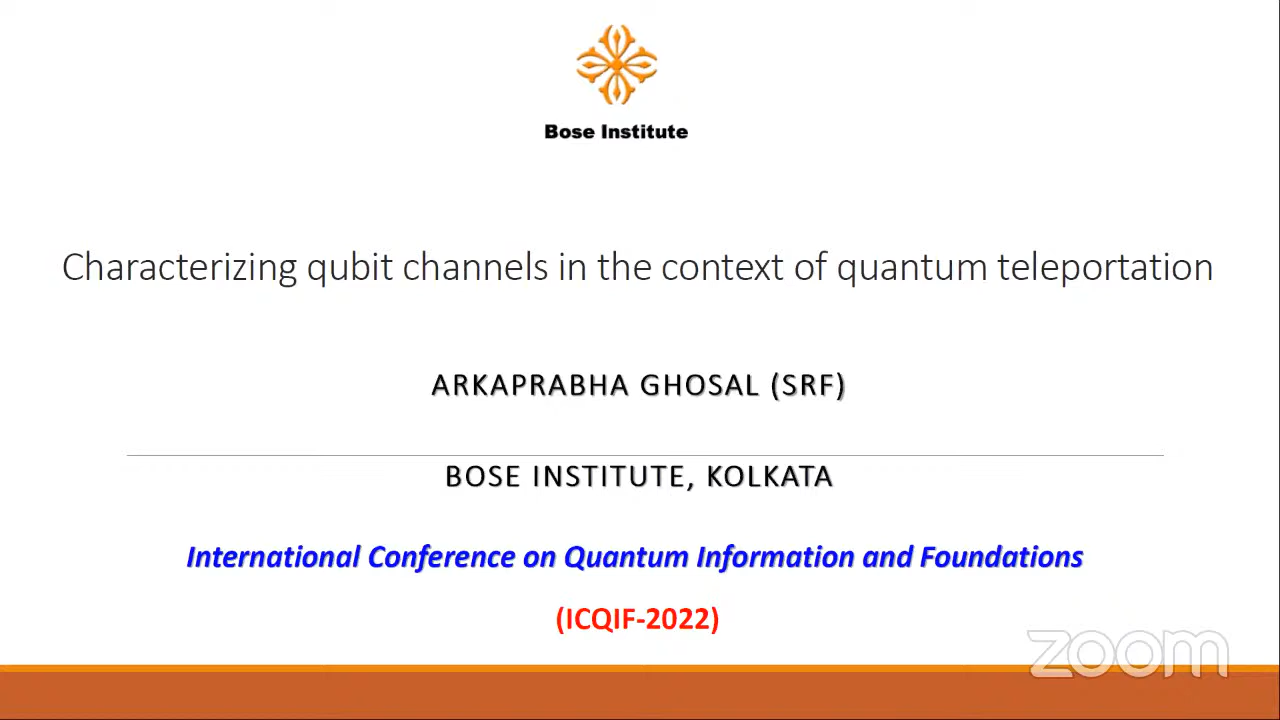 Bose Institute
Characterizing qubit channels in the context of quantum teleportation
ARKAPRABHA GHOSAL (SRF)
BOSE INSTITUTE, KOLKATA
International Conference on Quantum Information and Foundations
(ICQIF-2022)
zoom